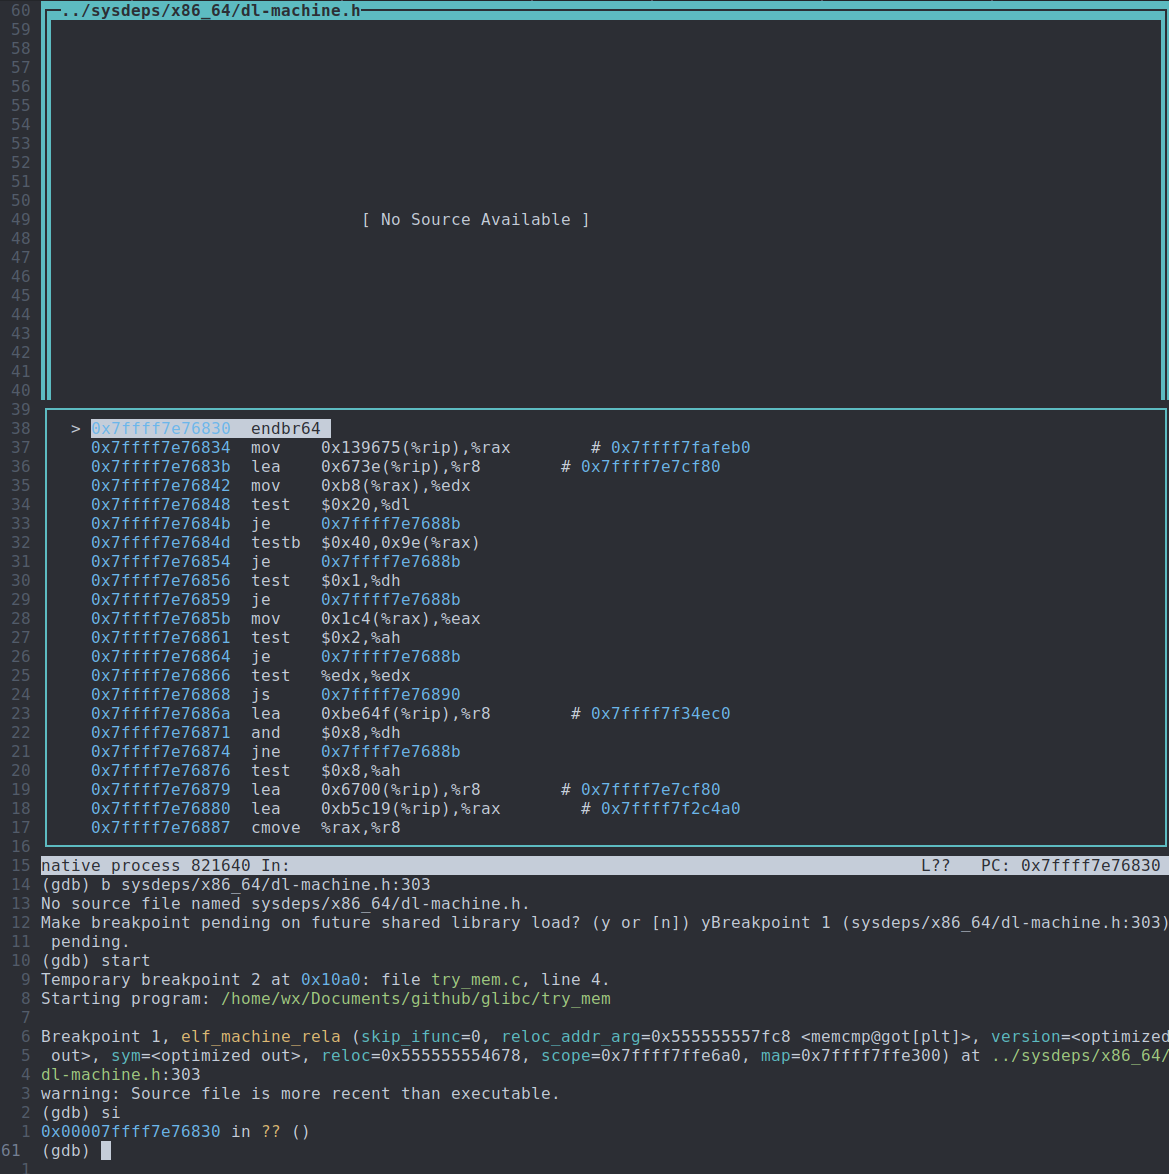 60 ../sysdeps/x86_64/dl-machine.h
59
58
57
56
55
54
53
52
51
50
49 [ No Source Available ]
48
47
46
45
44
43
42
41
40
39
38 > 0x7ffff7e76830 endbr64
37 0x7ffff7e76834 mov 0x139675(%rip),%rax # 0x7ffff7fafeb0
36 0x7ffff7e7683b lea 0x673e(%rip),%r8 # 0x7ffff7e7cf80
35 0x7ffff7e76842 mov 0xb8(%rax),%edx
34 0x7ffff7e76848 test $0x20,%dl
33 0x7ffff7e7684b je 0x7ffff7e7688b
32 0x7ffff7e7684d testb $0x40,0x9e(%rax)
31 0x7ffff7e76854 je 0x7ffff7e7688b
30 0x7ffff7e76856 test $0x1,%dh
29 0x7ffff7e76859 je 0x7ffff7e7688b
28 0x7ffff7e7685b mov 0x1c4(%rax),%eax
27 0x7ffff7e76861 test $0x2,%ah
26 0x7ffff7e76864 je 0x7ffff7e7688b
25 0x7ffff7e76866 test %edx,%edx
24 0x7ffff7e76868 js 0x7ffff7e76890
23 0x7ffff7e7686a lea 0xbe64f(%rip),%r8 # 0x7ffff7f34ec0
22 0x7ffff7e76871 and $0x8,%dh
21 0x7ffff7e76874 jne 0x7ffff7e7688b
20 0x7ffff7e76876 test $0x8,%ah
19 0x7ffff7e76879 lea 0x6700(%rip),%r8 # 0x7ffff7e7cf80
18 0x7ffff7e76880 lea 0xb5c19(%rip),%rax # 0x7ffff7f2c4a0
17 0x7ffff7e76887 cmove %rax,%r8
16
15 native process 821640 In: L?? PC: 0x7ffff7e76830
14 (gdb) b sysdeps/x86_64/dl-machine.h:303
13 No source file named sysdeps/x86_64/dl-machine.h.
12 Make breakpoint pending on future shared library load? (y or [n]) yBreakpoint 1 (sysdeps/x86_64/dl-machine.h:303)
11 pending.
10 (gdb) start
9 Temporary breakpoint 2 at 0x10a0: file try_mem.c, line 4.
8 Starting program: /home/wx/Documents/github/glibc/try_mem
7
6 Breakpoint 1, elf_machine_rela (skip_ifunc=0, reloc_addr_arg=0x555555557fc8 <memcmp@got[plt]>, version=<optimized
5 out>, sym=<optimized out>, reloc=0x555555554678, scope=0x7ffff7ffe6a0, map=0x7ffff7ffe300) at ../sysdeps/x86_64/
4 dl-machine.h:303
3 warning: Source file is more recent than executable.
2 (gdb) si
1 0x00007ffff7e76830 in ?? ()
61 (gdb)
1